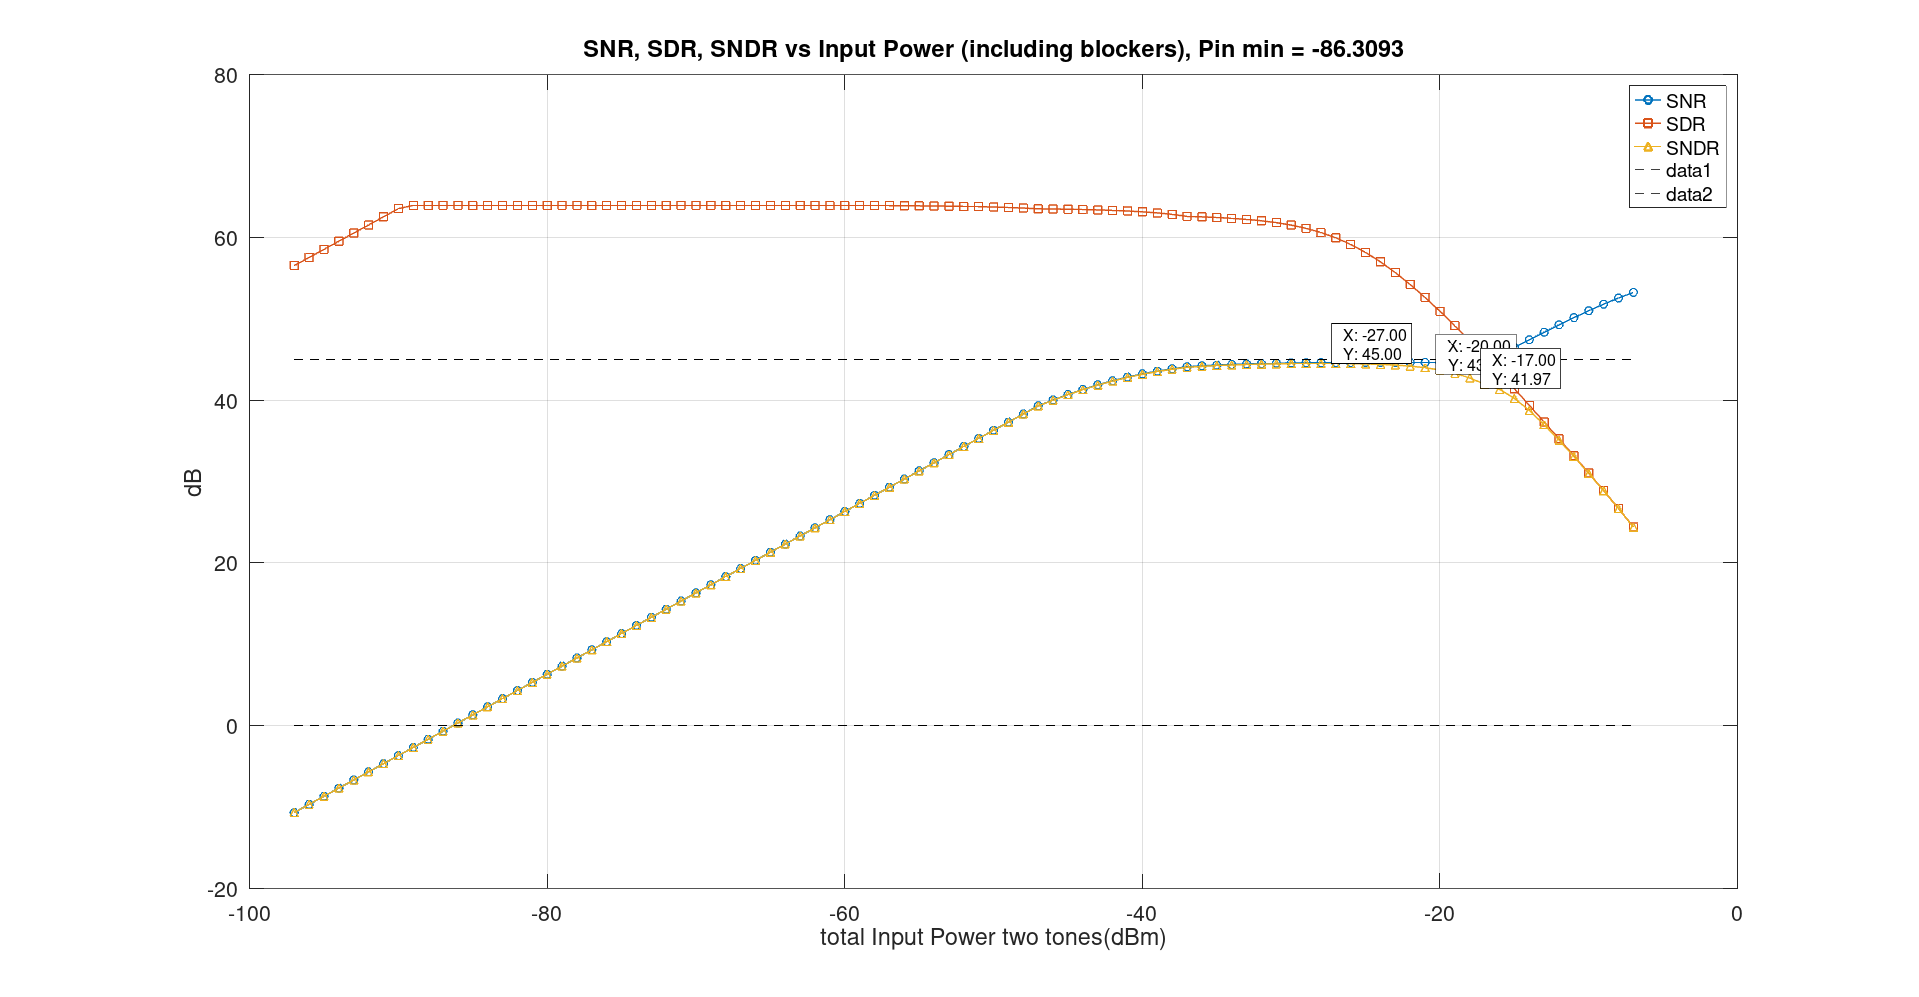 SNR, SDR, SNDR vs Input Power (including blockers), Pin min = -86.3093
80
60
40
20
0
-20
dB
-100
-80
-60
-40
-20
0
total Input Power two tones(dBm)
SNR
SDR
SNDR
data1
data2
X: -27.00
Y: 45.00
X: -20.00
Y: 43
X: -17.00
Y: 41.97